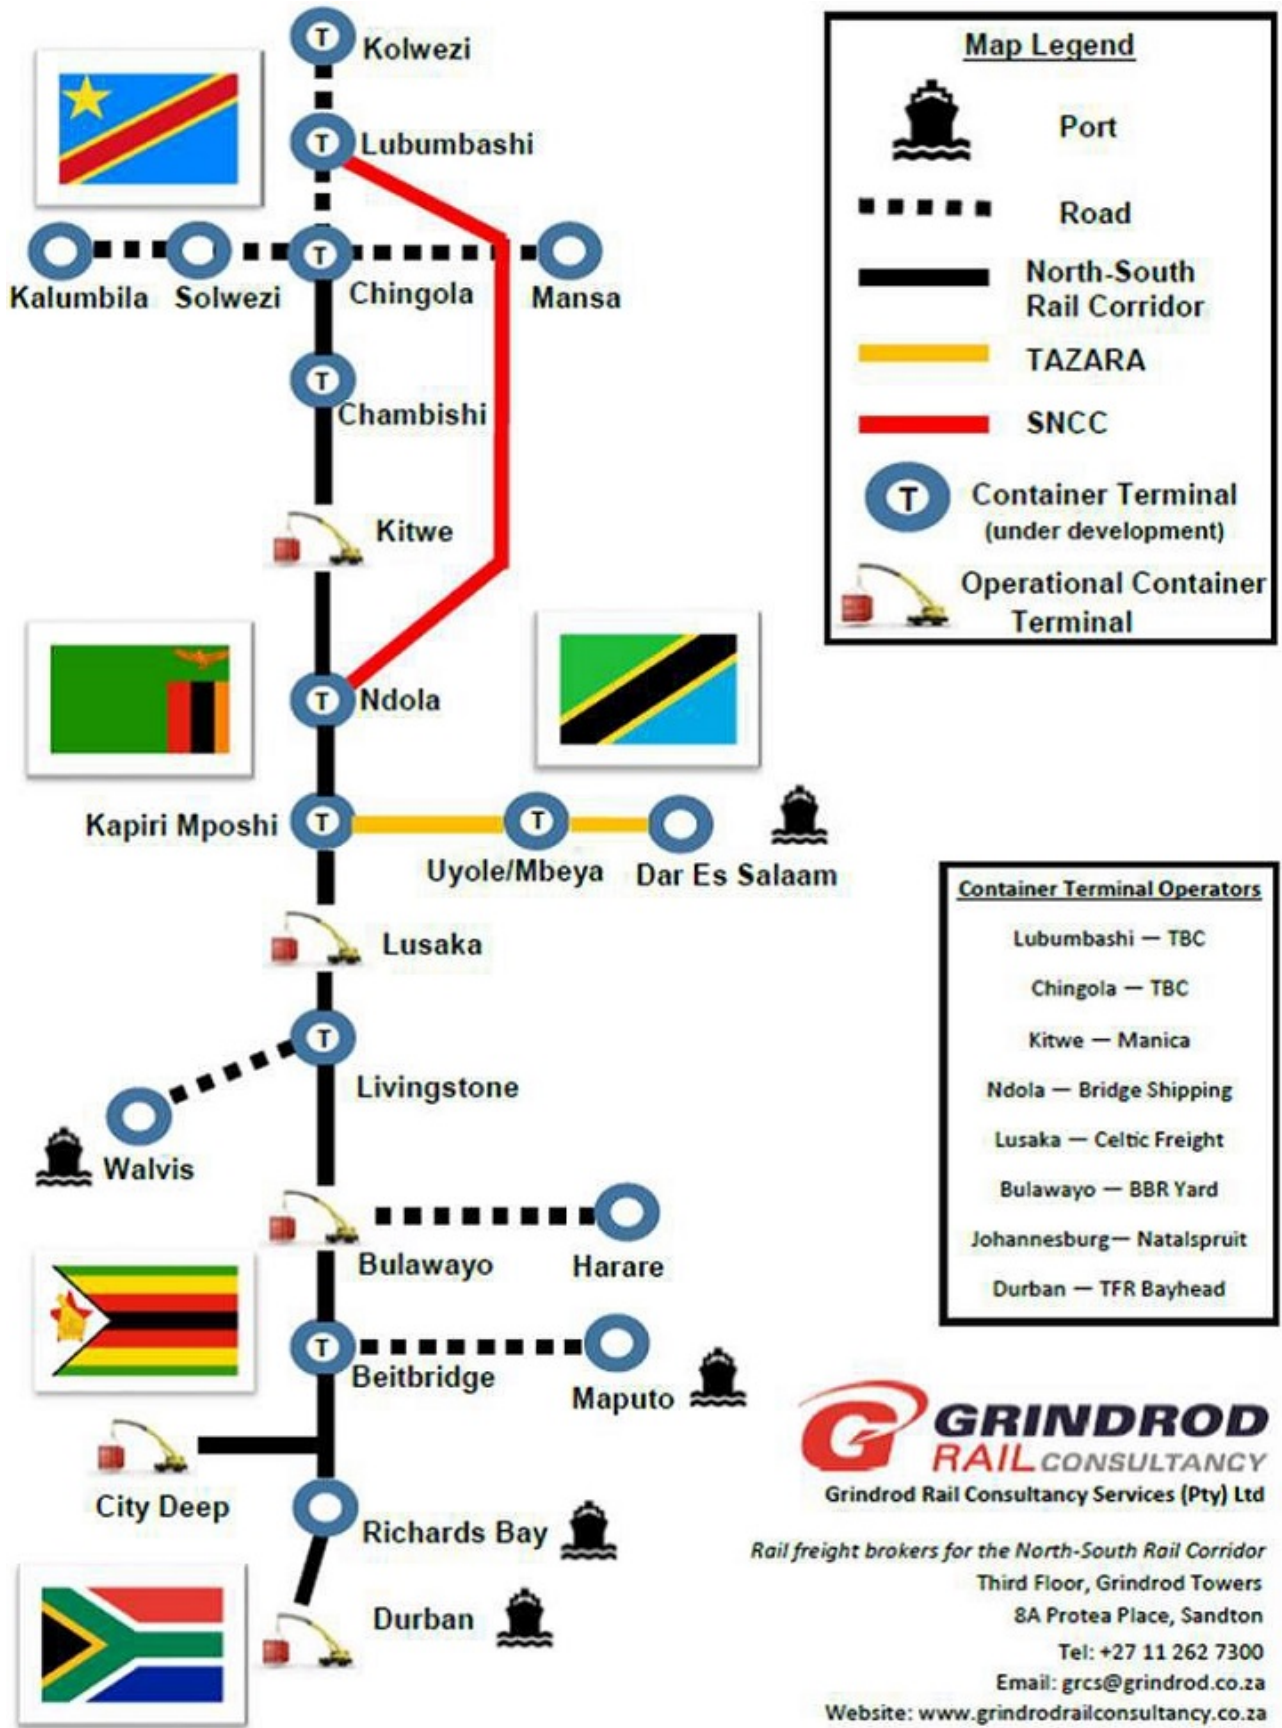 T
Kolwezi
T
Lubumbashi
T
Kalumbila
Solwezi
Chingola
Mansa
T
Chambishi
Kitwe
T
Ndola
Kapiri Mposhi
T
T
Uyole/Mbeya
Dar Es Salaam
Lusaka
T
Livingstone
Walvis
Bulawayo
Harare
T
Beitbridge
Maputo
City Deep
Richards Bay
Durban
Map Legend
Port
Road
North-South
Rail Corridor
TAZARA
SNCC
T
Container Terminal
(under development)
Operational Container
Terminal
Container Terminal Operators
Lubumbashi — TBC
Chingola — TBC
Kitwe — Manica
Ndola — Bridge Shipping
Lusaka — Celtic Freight
Bulawayo — BBR Yard
Johannesburg— Natalspruit
Durban — TFR Bayhead
GRINDROD
RAIL CONSULTANCY
Grindrod Rail Consultancy Services (Pty) Ltd
Rail freight brokers for the North-South Rail Corridor
Third Floor, Grindrod Towers
8A Protea Place, Sandton
Tel: +27 11 262 7300
Email: grcs@grindrod.co.za
Website: www.grindrodrailconsultancy.co.za